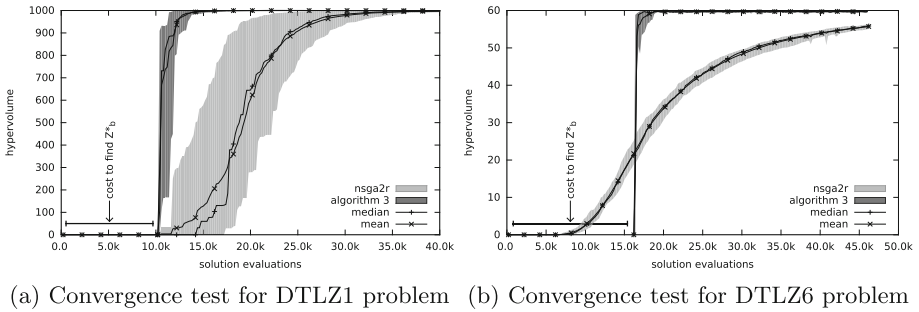 1000
900
800
700
600
500
400
300
200
100
0
hypervolume
cost to find Z*b
nsga2r
algorithm 3
median
mean
0.0 5.0k 10.0k 15.0k 20.0k 25.0k 30.0k 35.0k 40.0k
solution evaluations
(a) Convergence test for DTLZ1 problem
60
50
40
30
20
10
0
hypervolume
cost to find Z*b
nsga2r
algorithm 3
median
mean
0.0 5.0k 10.0k 15.0k 20.0k 25.0k 30.0k 35.0k 40.0k 45.0k 50.0k
solution evaluations
(b) Convergence test for DTLZ6 problem